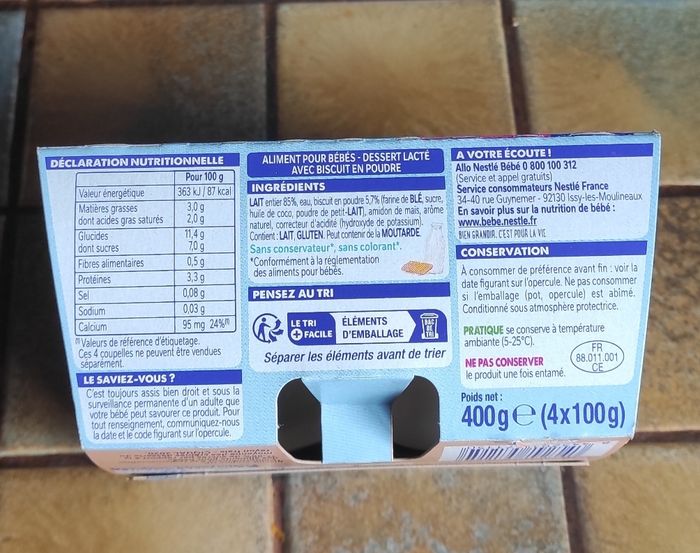 DÉCLARATION NUTRITIONNELLE
Pour 100 g
Valeur énergétique 363 kJ / 87 kcal
Matières grasses 3,0 g
dont acides gras saturés 2,0 g
Glucides 11,4 g
dont sucres 7,0 g
Fibres alimentaires 0,5 g
Protéines 3,3 g
Sel 0,08 g
Sodium 0,03 g
Calcium 95 mg 24%(1)
(1) Valeurs de référence d'étiquetage.
Ces 4 coupelles ne peuvent être vendues
séparément.
LE SAVIEZ-VOUS ?
C'est toujours assis bien droit et sous la
surveillance permanente d'un adulte que
votre bébé peut savourer ce produit. Pour
tout renseignement, communiquez-nous
la date et le code figurant sur l'opercule.
ALIMENT POUR BÉBÉS - DESSERT LACTÉ
AVEC BISCUIT EN POUDRE
INGRÉDIENTS
LAIT entier 85%, eau, biscuit en poudre 5,7% (farine de BLÉ, sucre,
huile de coco, poudre de petit-LAIT), amidon de maïs, arôme
naturel, correcteur d'acidité (hydroxyde de potassium).
Contient : LAIT, GLUTEN. Peut contenir de la MOUTARDE.
Sans conservateur*, sans colorant*.
*Conformément à la réglementation
des aliments pour bébés.
PENSEZ AU TRI
LE TRI
+ FACILE
ÉLÉMENTS
D'EMBALLAGE
BAC
DE
TRI
Séparer les éléments avant de trier
A VOTRE ÉCOUTE !
Allo Nestlé Bébé 0 800 100 312
(Service et appel gratuits)
Service consommateurs Nestlé France
34-40 rue Guynemer - 92130 Issy-les-Moulineaux
En savoir plus sur la nutrition de bébé :
www.bebe.nestle.fr
BIEN GRANDIR, C'EST POUR LA VIE
CONSERVATION
À consommer de préférence avant fin : voir la
date figurant sur l'opercule. Ne pas consommer
si l'emballage (pot, opercule) est abîmé.
Conditionné sous atmosphère protectrice.
PRATIQUE se conserve à température
ambiante (5-25°C).
NE PAS CONSERVER
le produit une fois entamé.
FR
88.011.001
CE
Poids net :
400g e (4x100g)